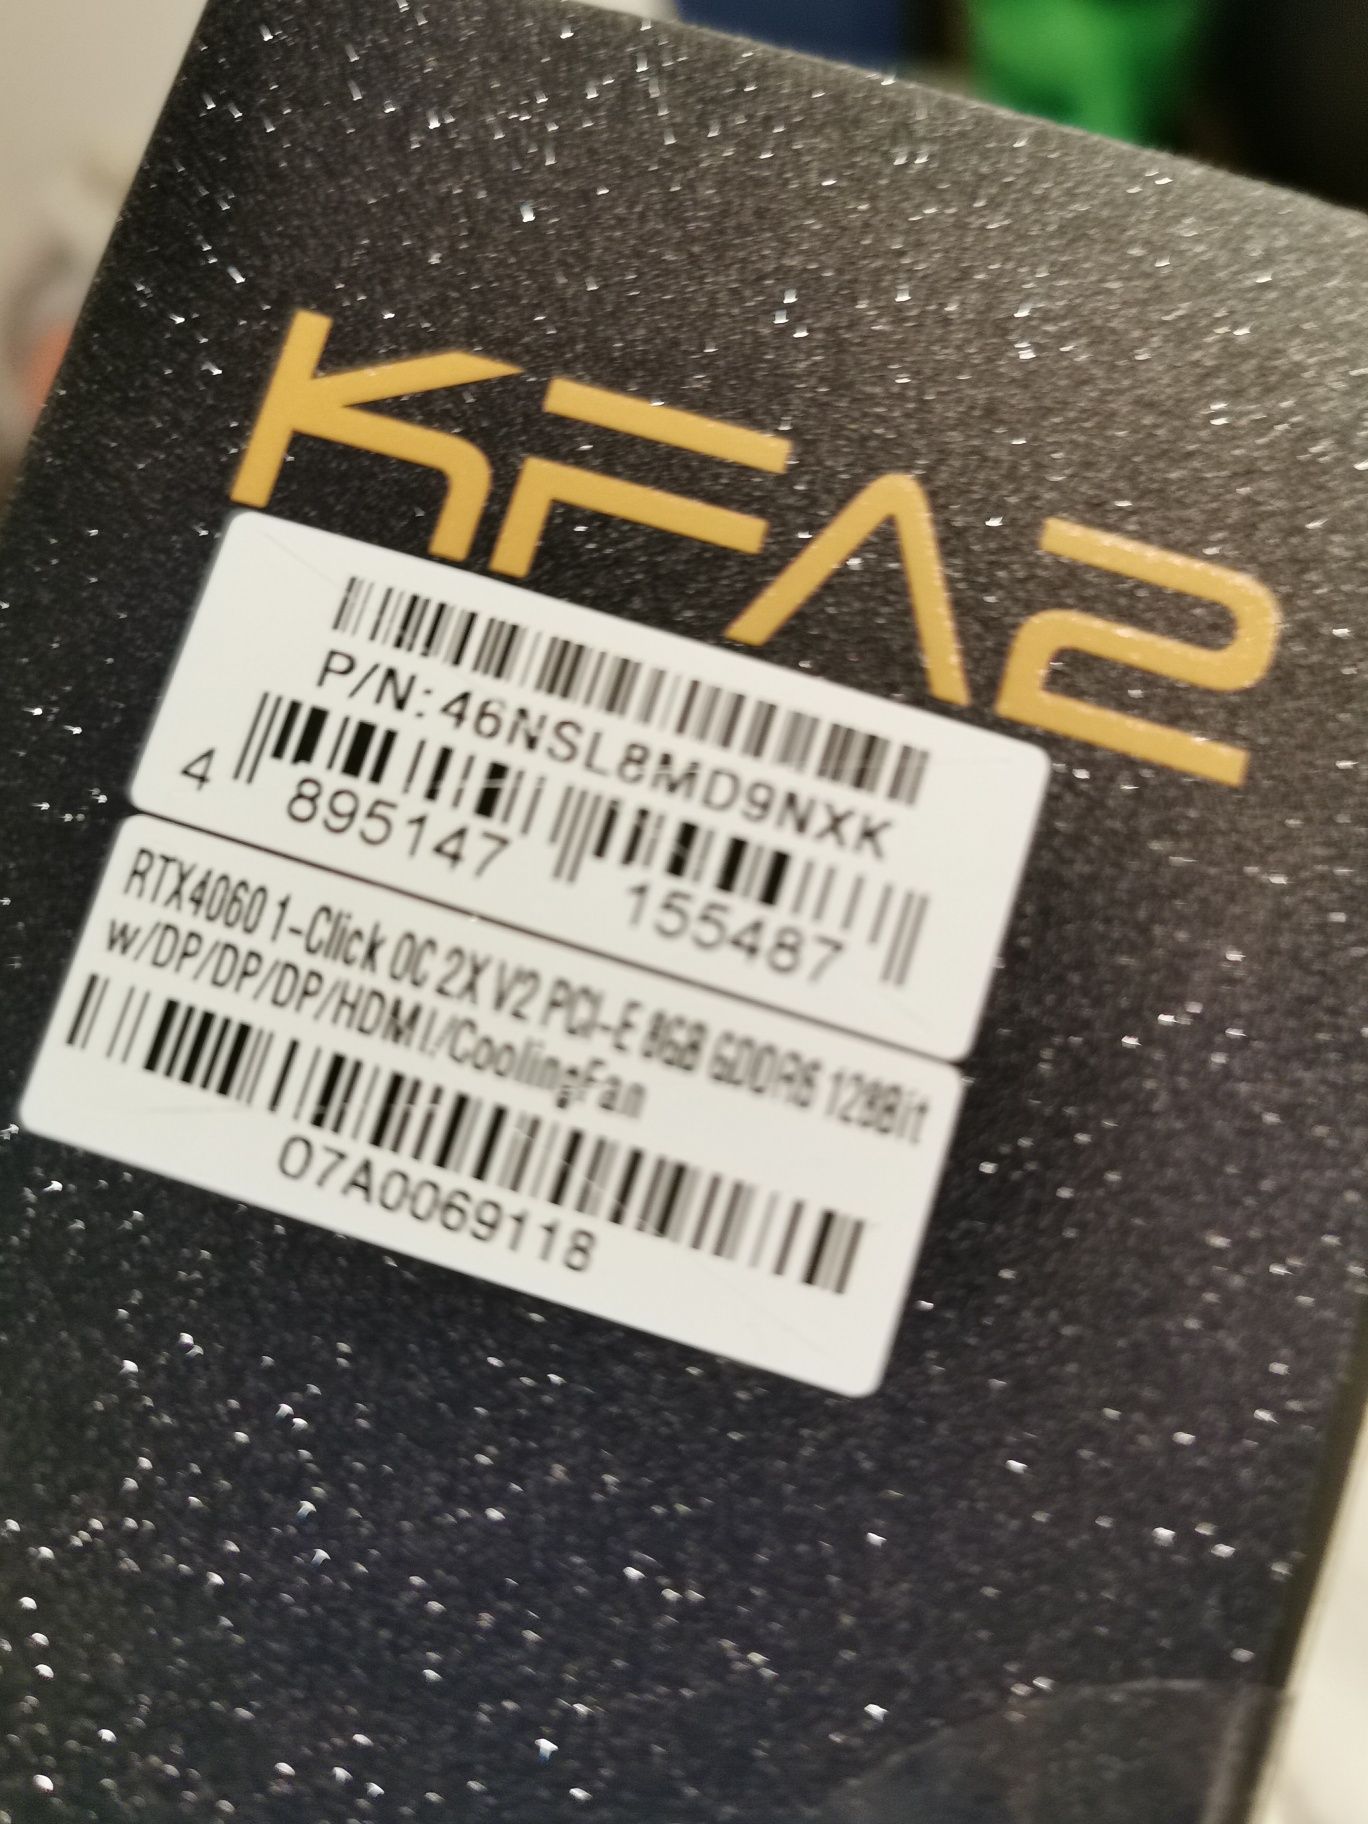 KFA2
P/N: 46NSL8MD9NXK
4 895147 155487
RTX4060 1-Click OC 2X V2 PCI-E 8GB GDDR6 128Bit
w/DP/DP/DP/HDMI/CoolingFan
07A0069118